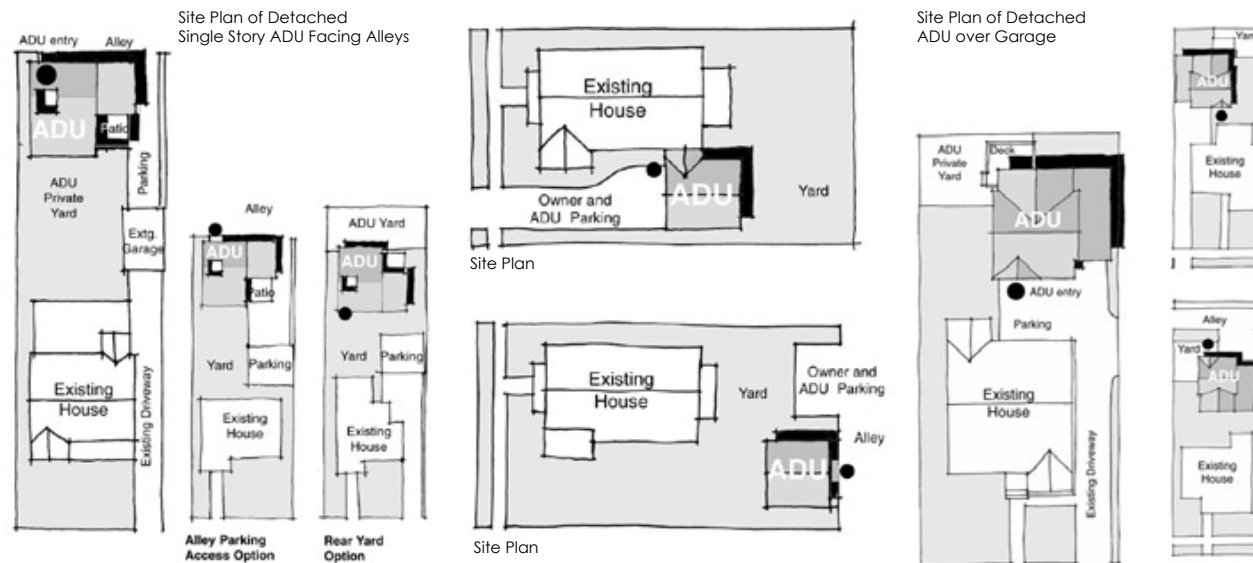 Site Plan of Detached
Single Story ADU Facing Alleys
ADU entry
Alley
ADU
Patio
ADU
Private
Yard
Parking
Extg.
Garage
Existing
House
Existing Driveway
Alley
ADU
Patio
Yard
Parking
Existing
House
Alley Parking
Access Option
ADU Yard
ADU
Yard
Parking
Existing
House
Rear Yard
Option
Existing
House
ADU
Yard
Owner and
ADU Parking
Site Plan
Existing
House
Yard
Owner and
ADU Parking
Alley
ADU
Site Plan
Site Plan of Detached
ADU over Garage
ADU
Private
Yard
Deck
ADU
ADU entry
Parking
Existing
House
Existing Driveway
ADU
Existing
House
Alley
Yard
ADU
Existing
House